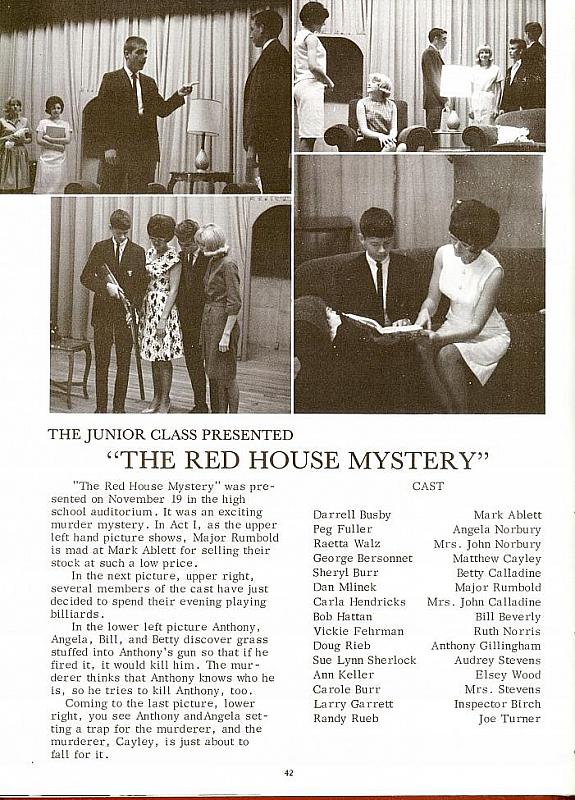 THE JUNIOR CLASS PRESENTED
"THE RED HOUSE MYSTERY"
"The Red House Mystery" was pre-
sented on November 19 in the high
school auditorium. It was an exciting
murder mystery. In Act I, as the upper
left hand picture shows, Major Rumbold
is mad at Mark Ablett for selling their
stock at such a low price.
In the next picture, upper right,
several members of the cast have just
decided to spend their evening playing
billiards.
In the lower left picture Anthony,
Angela, Bill, and Betty discover grass
stuffed into Anthony's gun so that if he
fired it, it would kill him. The mur-
derer thinks that Anthony knows who he
is, so he tries to kill Anthony, too.
Coming to the last picture, lower
right, you see Anthony and Angela set-
ting a trap for the murderer, and the
murderer, Cayley, is just about to
fall for it.
CAST
Darrell Busby Mark Ablett
Peg Fuller Angela Norbury
Raetta Walz Mrs. John Norbury
George Bersonnet Matthew Cayley
Sheryl Burr Betty Calladine
Dan Mlinek Major Rumbold
Carla Hendricks Mrs. John Calladine
Bob Hattan Bill Beverly
Vickie Fehrman Ruth Norris
Doug Rieb Anthony Gillingham
Sue Lynn Sherlock Audrey Stevens
Ann Keller Elsey Wood
Carole Burr Mrs. Stevens
Larry Garrett Inspector Birch
Randy Rueb Joe Turner
42